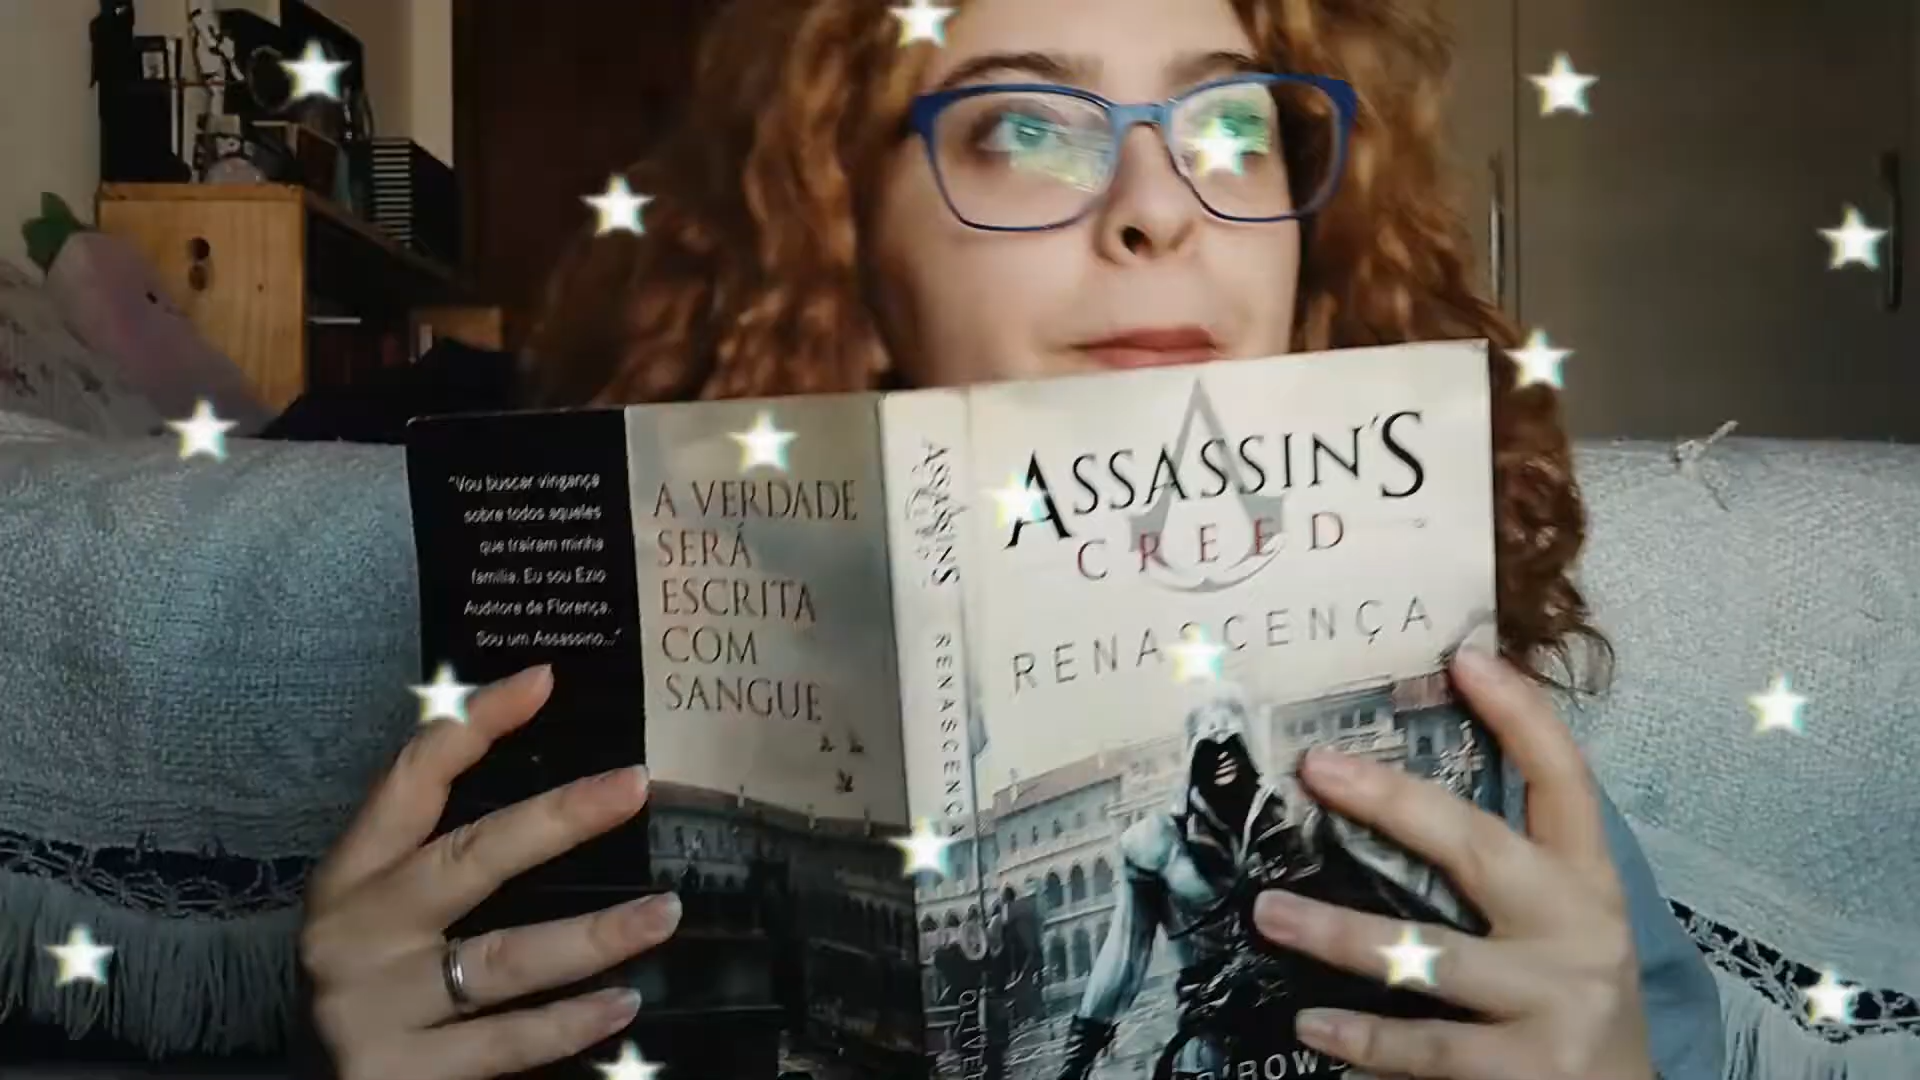 "Vou buscar vingança
sobre todos aqueles
que traíram minha
família. Eu sou Ezio
Auditore de Florença.
Sou um Assassino..."
A VERDADE
SERÁ
ESCRITA
COM
SANGUE
ASSASSIN'S
CREED
RENASCENÇA
ASSASSIN'S
CREED
RENASCENÇA